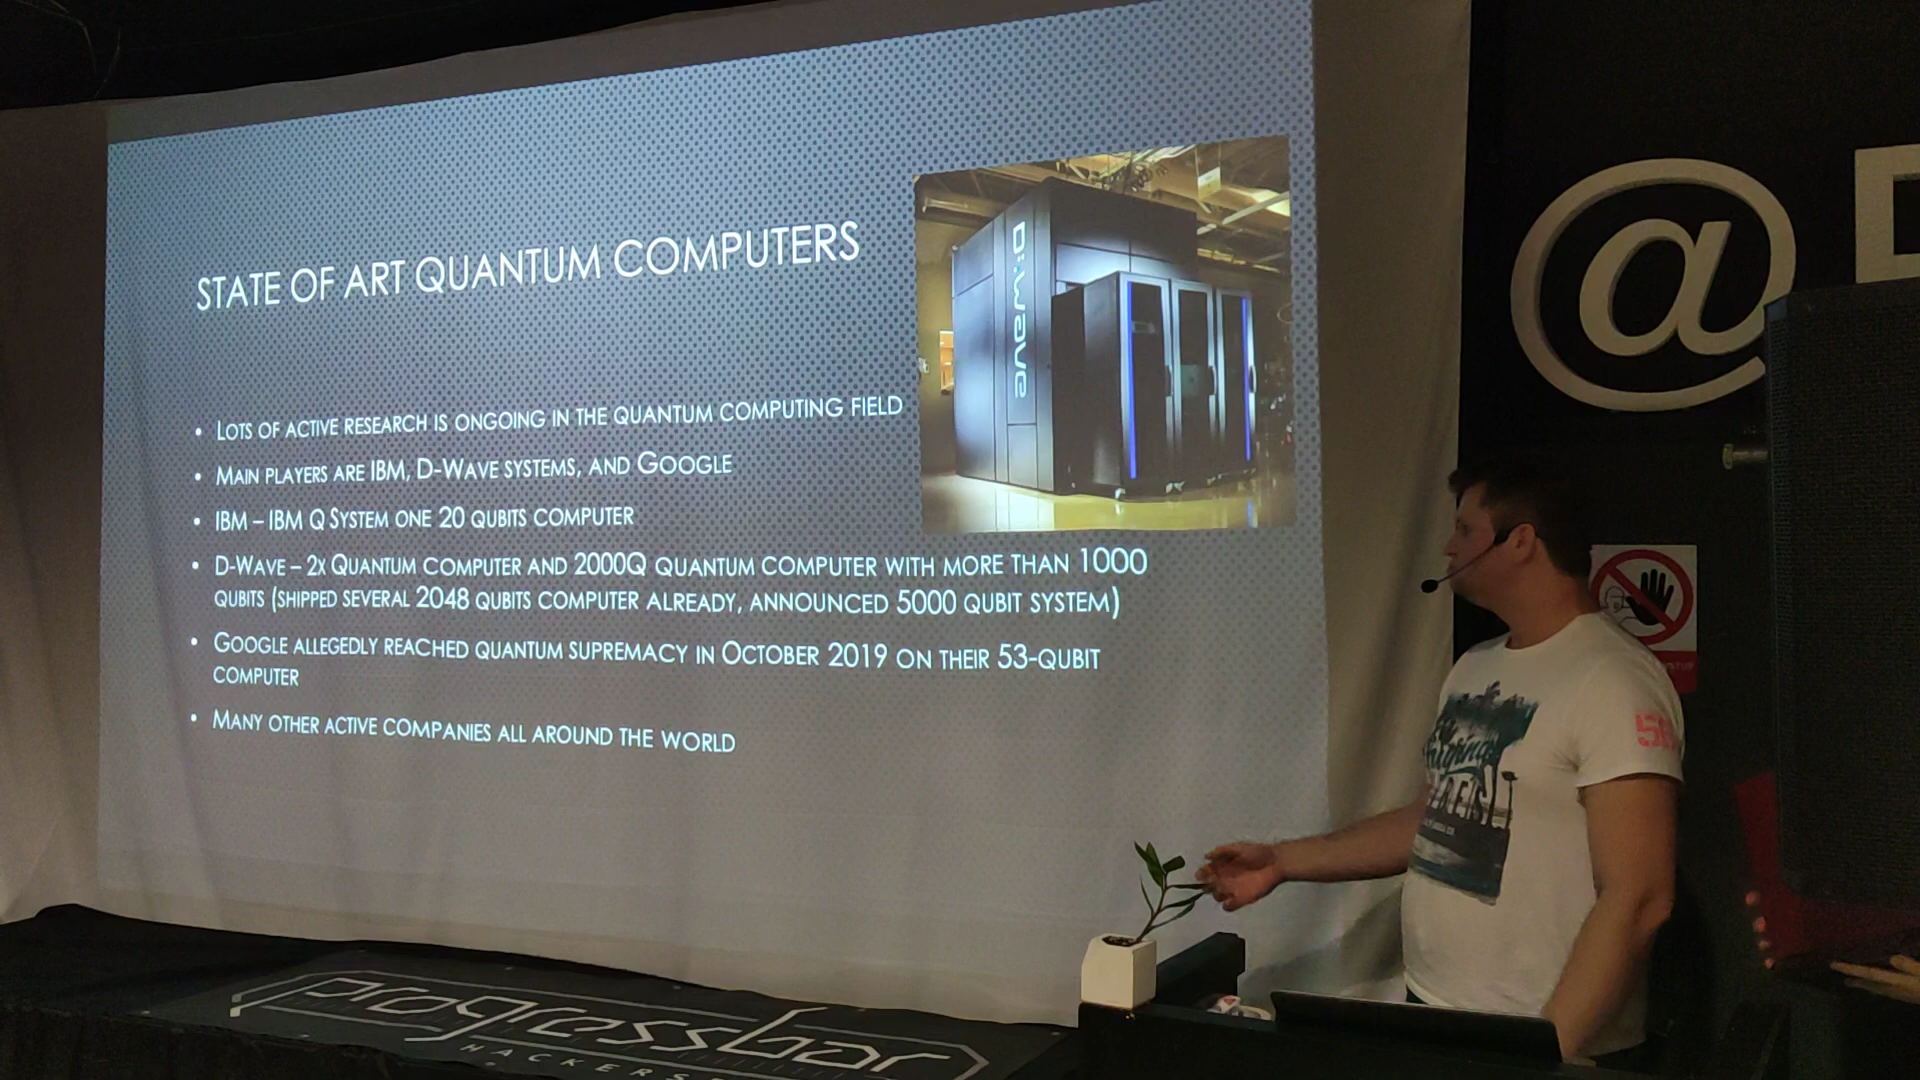 STATE OF ART QUANTUM COMPUTERS
D:Wave
• LOTS OF ACTIVE RESEARCH IS ONGOING IN THE QUANTUM COMPUTING FIELD
• MAIN PLAYERS ARE IBM, D-WAVE SYSTEMS, AND GOOGLE
• IBM – IBM Q SYSTEM ONE 20 QUBITS COMPUTER
• D-WAVE – 2X QUANTUM COMPUTER AND 2000Q QUANTUM COMPUTER WITH MORE THAN 1000
QUBITS (SHIPPED SEVERAL 2048 QUBITS COMPUTER ALREADY, ANNOUNCED 5000 QUBIT SYSTEM)
• GOOGLE ALLEGEDLY REACHED QUANTUM SUPREMACY IN OCTOBER 2019 ON THEIR 53-QUBIT
COMPUTER
• MANY OTHER ACTIVE COMPANIES ALL AROUND THE WORLD
@
progressbar
HACKERS